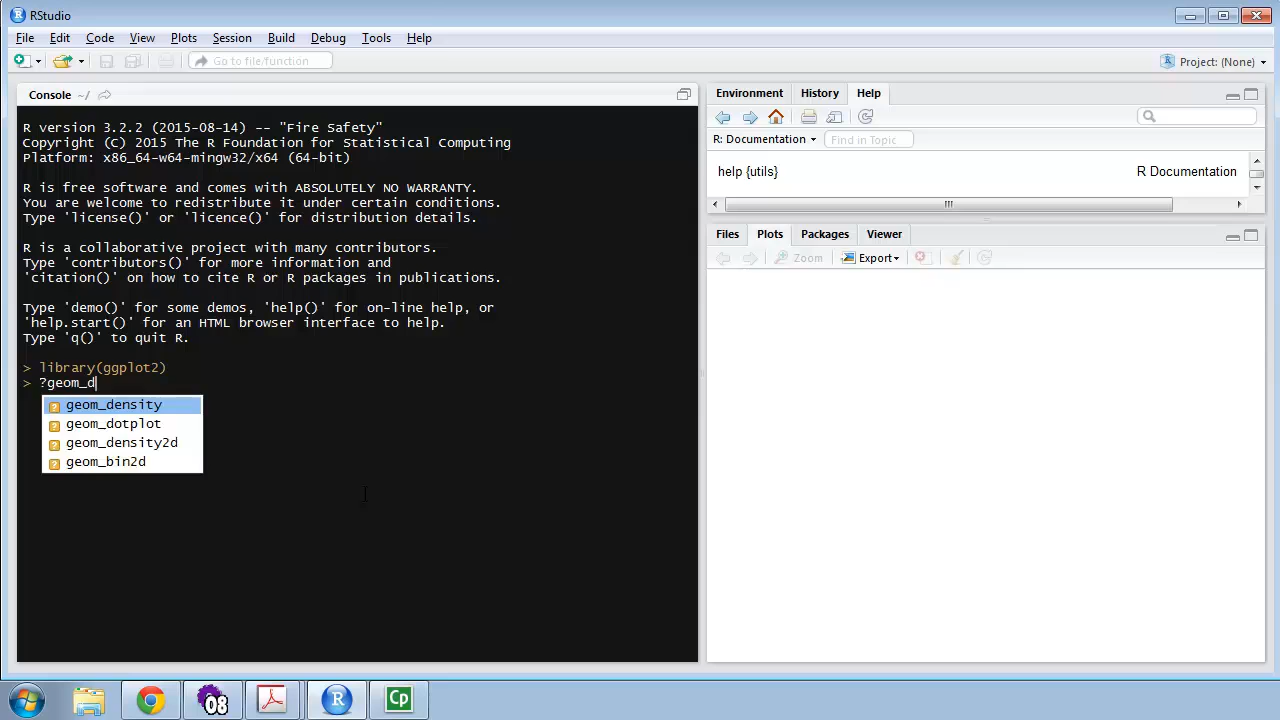 RStudio
File Edit Code View Plots Session Build Debug Tools Help
Go to file/function
Project: (None)
Console ~/
R version 3.2.2 (2015-08-14) -- "Fire Safety"
Copyright (C) 2015 The R Foundation for Statistical Computing
Platform: x86_64-w64-mingw32/x64 (64-bit)
R is free software and comes with ABSOLUTELY NO WARRANTY.
You are welcome to redistribute it under certain conditions.
Type 'license()' or 'licence()' for distribution details.
R is a collaborative project with many contributors.
Type 'contributors()' for more information and
'citation()' on how to cite R or R packages in publications.
Type 'demo()' for some demos, 'help()' for on-line help, or
'help.start()' for an HTML browser interface to help.
Type 'q()' to quit R.
> library(ggplot2)
> ?geom_d
geom_density
geom_dotplot
geom_density2d
geom_bin2d
Environment History Help
R: Documentation Find in Topic
help {utils} R Documentation
Files Plots Packages Viewer
Zoom Export
08
R
Cp